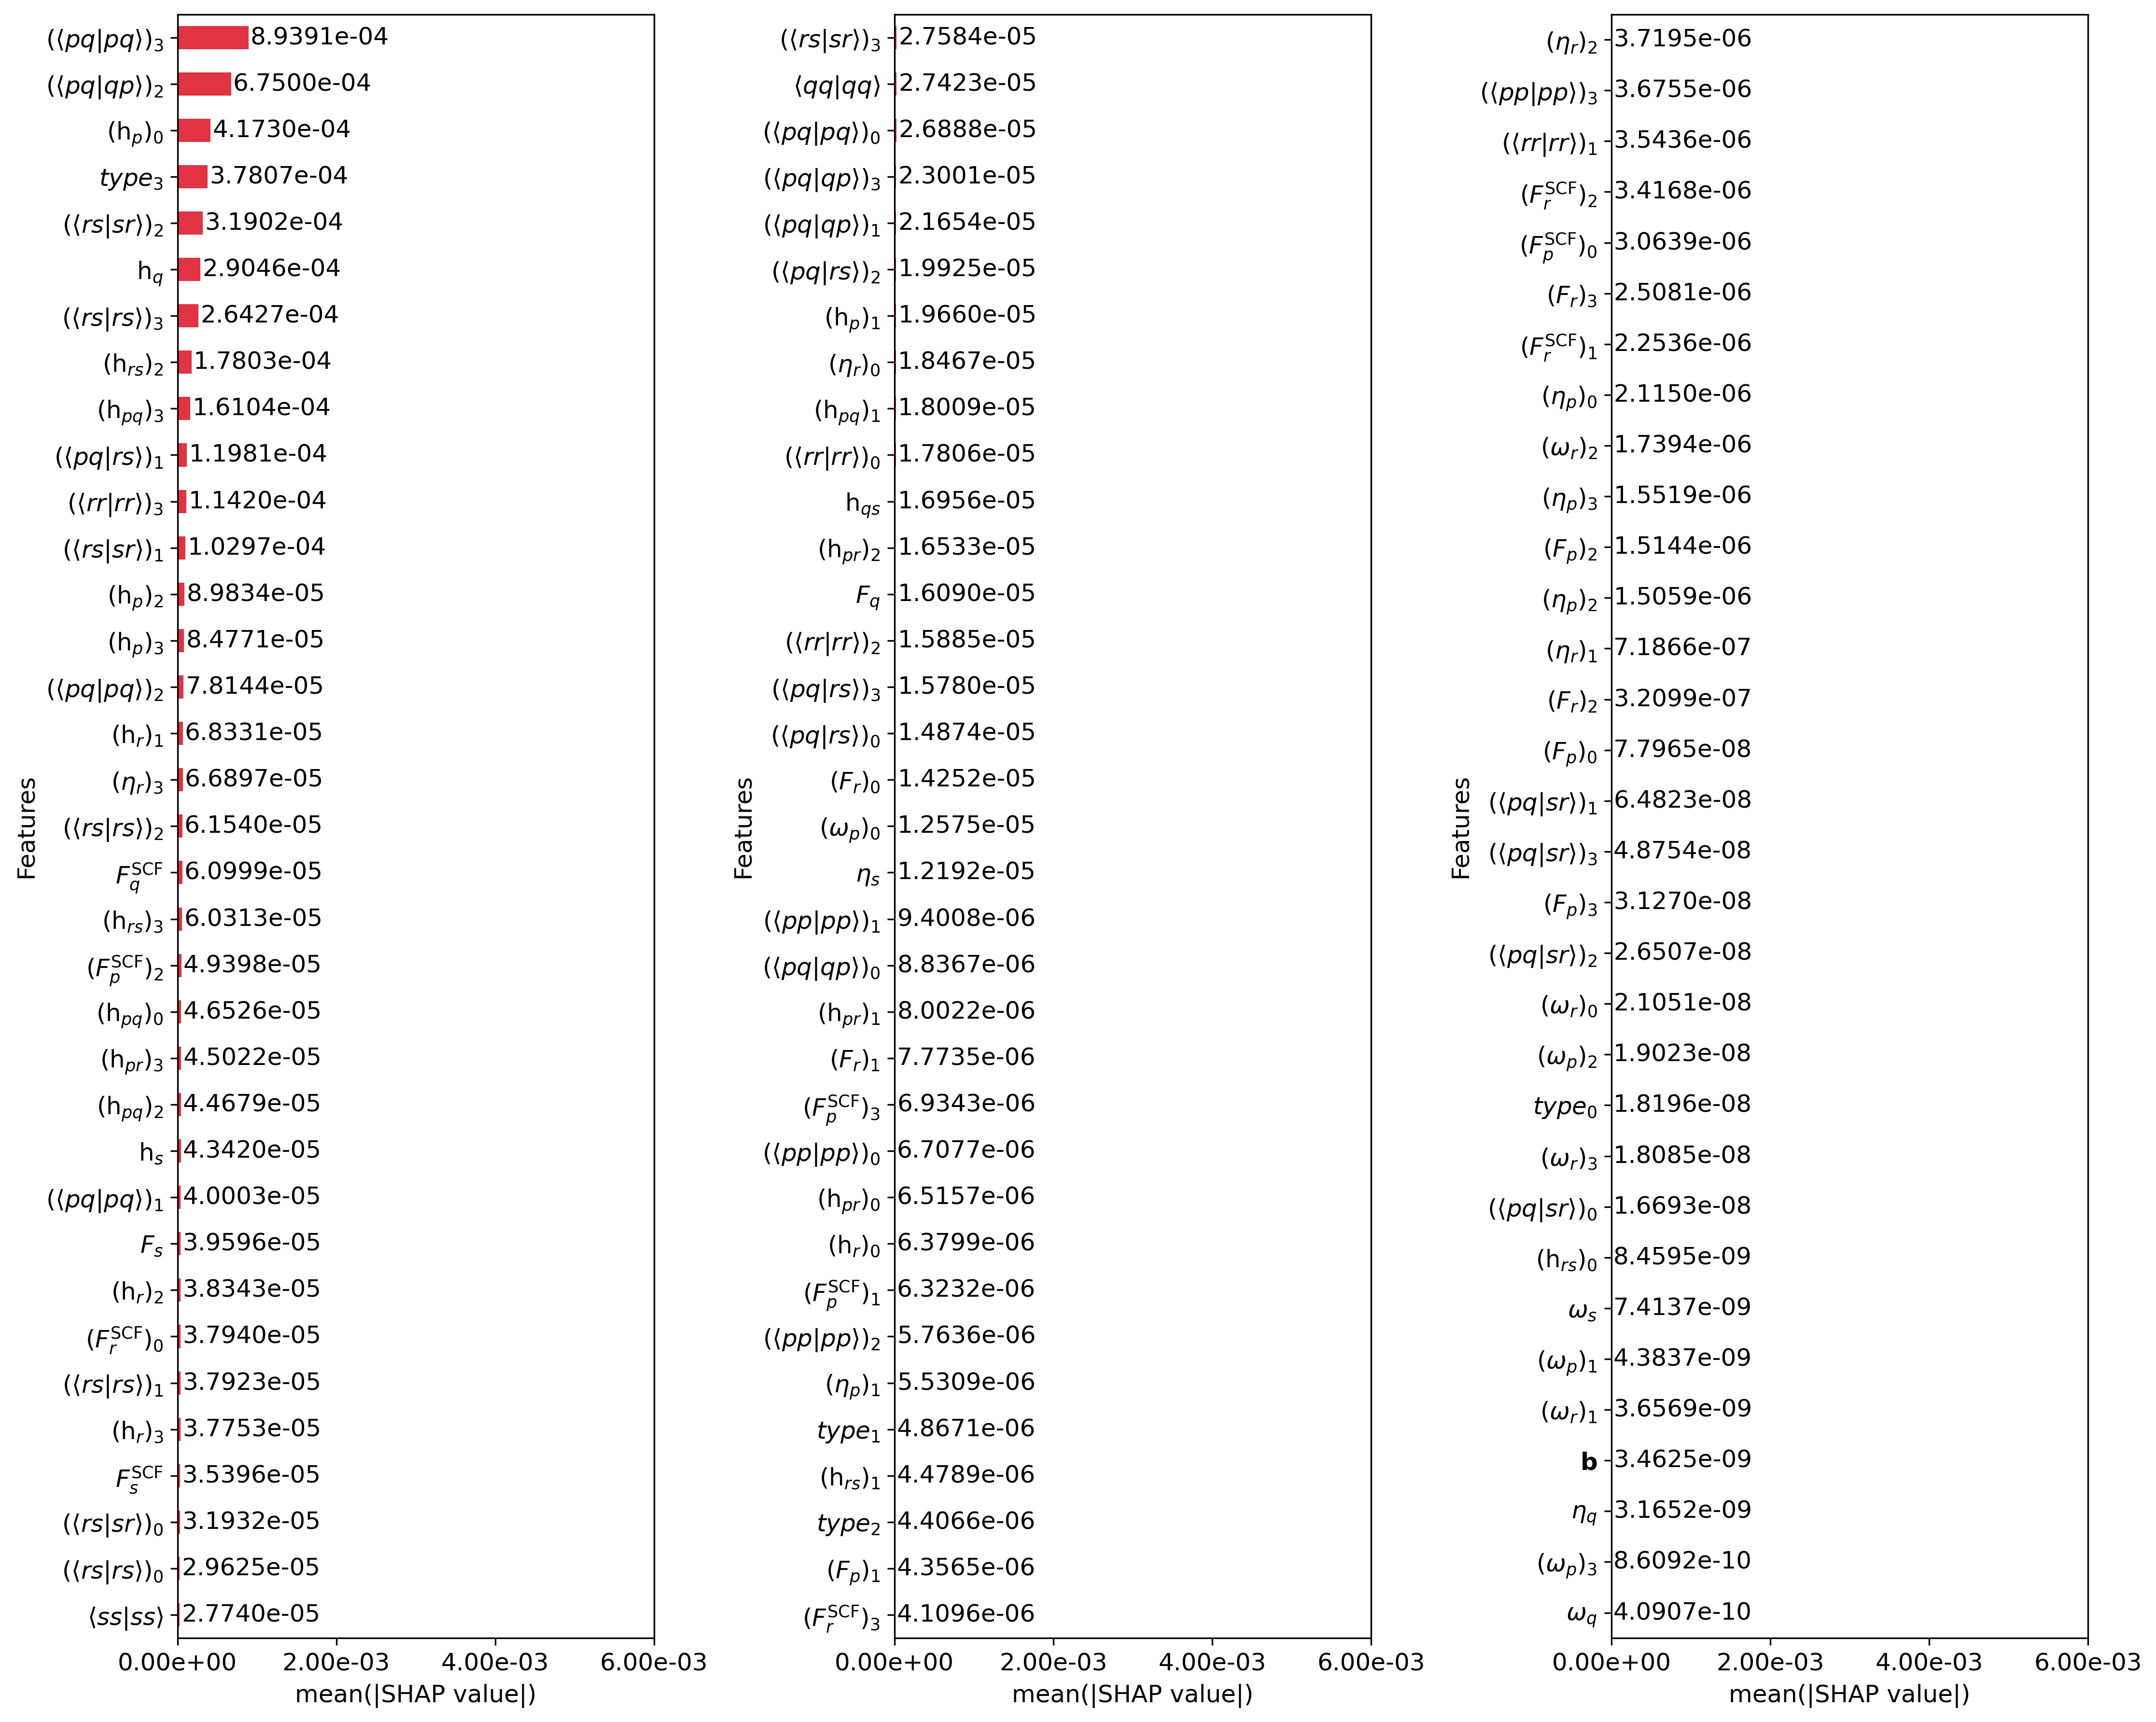 (⟨pq|pq⟩)₃ 8.9391e-04
(⟨pq|qp⟩)₂ 6.7500e-04
(hₚ)₀ 4.1730e-04
type₃ 3.7807e-04
(⟨rs|sr⟩)₂ 3.1902e-04
h_q 2.9046e-04
(⟨rs|rs⟩)₃ 2.6427e-04
(h_rs)₂ 1.7803e-04
(h_pq)₃ 1.6104e-04
(⟨pq|rs⟩)₁ 1.1981e-04
(⟨rr|rr⟩)₃ 1.1420e-04
(⟨rs|sr⟩)₁ 1.0297e-04
(hₚ)₂ 8.9834e-05
(hₚ)₃ 8.4771e-05
(⟨pq|pq⟩)₂ 7.8144e-05
(h_r)₁ 6.8331e-05
(η_r)₃ 6.6897e-05
(⟨rs|rs⟩)₂ 6.1540e-05
F_q^SCF 6.0999e-05
(h_rs)₃ 6.0313e-05
(F_p^SCF)₂ 4.9398e-05
(h_pq)₀ 4.6526e-05
(h_pr)₃ 4.5022e-05
(h_pq)₂ 4.4679e-05
h_s 4.3420e-05
(⟨pq|pq⟩)₁ 4.0003e-05
F_s 3.9596e-05
(h_r)₂ 3.8343e-05
(F_r^SCF)₀ 3.7940e-05
(⟨rs|rs⟩)₁ 3.7923e-05
(h_r)₃ 3.7753e-05
F_s^SCF 3.5396e-05
(⟨rs|sr⟩)₀ 3.1932e-05
(⟨rs|rs⟩)₀ 2.9625e-05
⟨ss|ss⟩ 2.7740e-05
Features
0.00e+00 2.00e-03 4.00e-03 6.00e-03
mean(|SHAP value|)
(⟨rs|sr⟩)₃ 2.7584e-05
⟨qq|qq⟩ 2.7423e-05
(⟨pq|pq⟩)₀ 2.6888e-05
(⟨pq|qp⟩)₃ 2.3001e-05
(⟨pq|qp⟩)₁ 2.1654e-05
(⟨pq|rs⟩)₂ 1.9925e-05
(hₚ)₁ 1.9660e-05
(η_r)₀ 1.8467e-05
(h_pq)₁ 1.8009e-05
(⟨rr|rr⟩)₀ 1.7806e-05
h_qs 1.6956e-05
(h_pr)₂ 1.6533e-05
F_q 1.6090e-05
(⟨rr|rr⟩)₂ 1.5885e-05
(⟨pq|rs⟩)₃ 1.5780e-05
(⟨pq|rs⟩)₀ 1.4874e-05
(F_r)₀ 1.4252e-05
(ω_p)₀ 1.2575e-05
η_s 1.2192e-05
(⟨pp|pp⟩)₁ 9.4008e-06
(⟨pq|qp⟩)₀ 8.8367e-06
(h_pr)₁ 8.0022e-06
(F_r)₁ 7.7735e-06
(F_p^SCF)₃ 6.9343e-06
(⟨pp|pp⟩)₀ 6.7077e-06
(h_pr)₀ 6.5157e-06
(h_r)₀ 6.3799e-06
(F_p^SCF)₁ 6.3232e-06
(⟨pp|pp⟩)₂ 5.7636e-06
(η_p)₁ 5.5309e-06
type₁ 4.8671e-06
(h_rs)₁ 4.4789e-06
type₂ 4.4066e-06
(F_p)₁ 4.3565e-06
(F_r^SCF)₃ 4.1096e-06
Features
0.00e+00 2.00e-03 4.00e-03 6.00e-03
mean(|SHAP value|)
(η_r)₂ 3.7195e-06
(⟨pp|pp⟩)₃ 3.6755e-06
(⟨rr|rr⟩)₁ 3.5436e-06
(F_r^SCF)₂ 3.4168e-06
(F_p^SCF)₀ 3.0639e-06
(F_r)₃ 2.5081e-06
(F_r^SCF)₁ 2.2536e-06
(η_p)₀ 2.1150e-06
(ω_r)₂ 1.7394e-06
(η_p)₃ 1.5519e-06
(F_p)₂ 1.5144e-06
(η_p)₂ 1.5059e-06
(η_r)₁ 7.1866e-07
(F_r)₂ 3.2099e-07
(F_p)₀ 7.7965e-08
(⟨pq|sr⟩)₁ 6.4823e-08
(⟨pq|sr⟩)₃ 4.8754e-08
(F_p)₃ 3.1270e-08
(⟨pq|sr⟩)₂ 2.6507e-08
(ω_r)₀ 2.1051e-08
(ω_p)₂ 1.9023e-08
type₀ 1.8196e-08
(ω_r)₃ 1.8085e-08
(⟨pq|sr⟩)₀ 1.6693e-08
(h_rs)₀ 8.4595e-09
ω_s 7.4137e-09
(ω_p)₁ 4.3837e-09
(ω_r)₁ 3.6569e-09
b 3.4625e-09
η_q 3.1652e-09
(ω_p)₃ 8.6092e-10
ω_q 4.0907e-10
Features
0.00e+00 2.00e-03 4.00e-03 6.00e-03
mean(|SHAP value|)